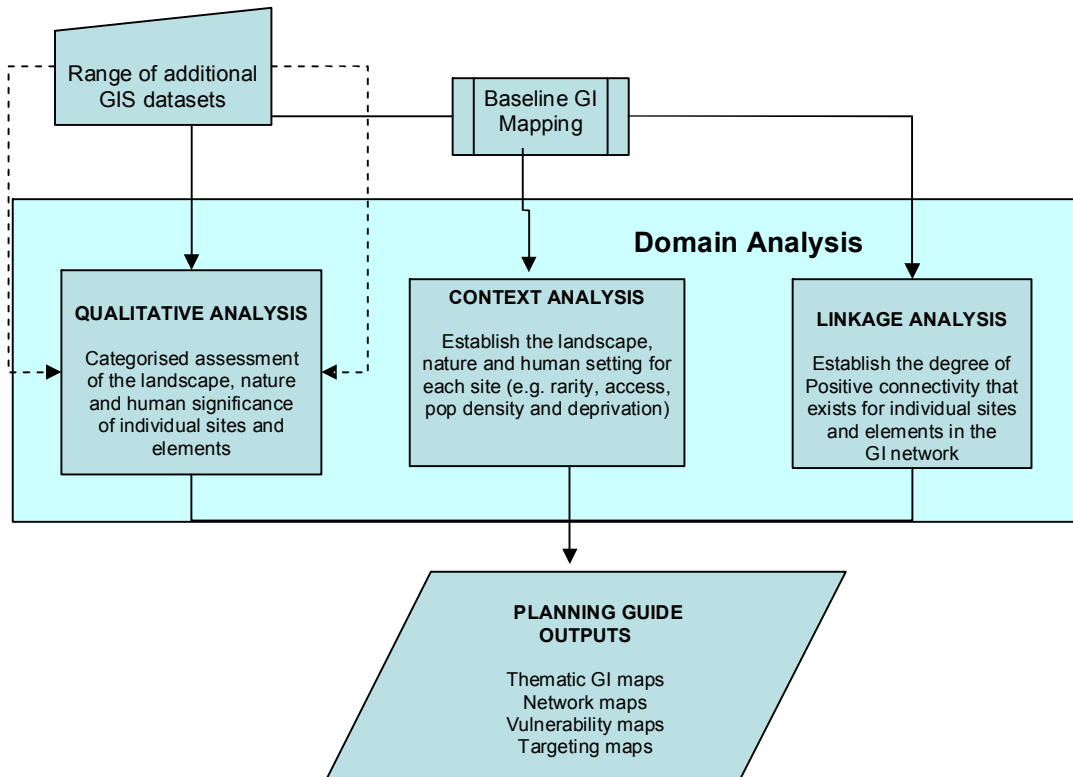 Range of additional
GIS datasets
Baseline GI
Mapping
Domain Analysis
QUALITATIVE ANALYSIS
Categorised assessment
of the landscape, nature
and human significance
of individual sites and
elements
CONTEXT ANALYSIS
Establish the landscape,
nature and human setting for
each site (e.g. rarity, access,
pop density and deprivation)
LINKAGE ANALYSIS
Establish the degree of
Positive connectivity that
exists for individual sites
and elements in the
GI network
PLANNING GUIDE
OUTPUTS
Thematic GI maps
Network maps
Vulnerability maps
Targeting maps